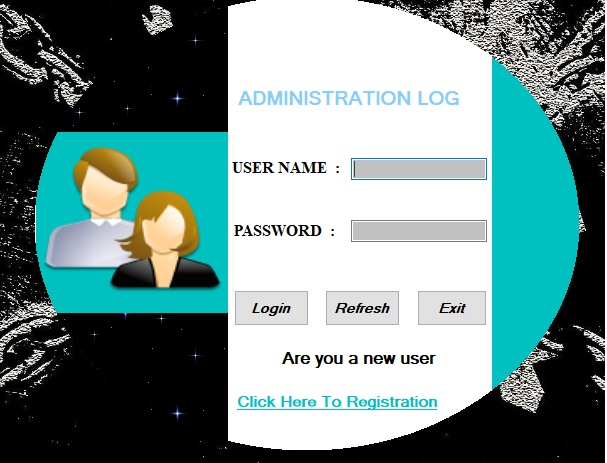 ADMINISTRATION LOG
USER NAME :
PASSWORD :
Login Refresh Exit
Are you a new user
Click Here To Registration